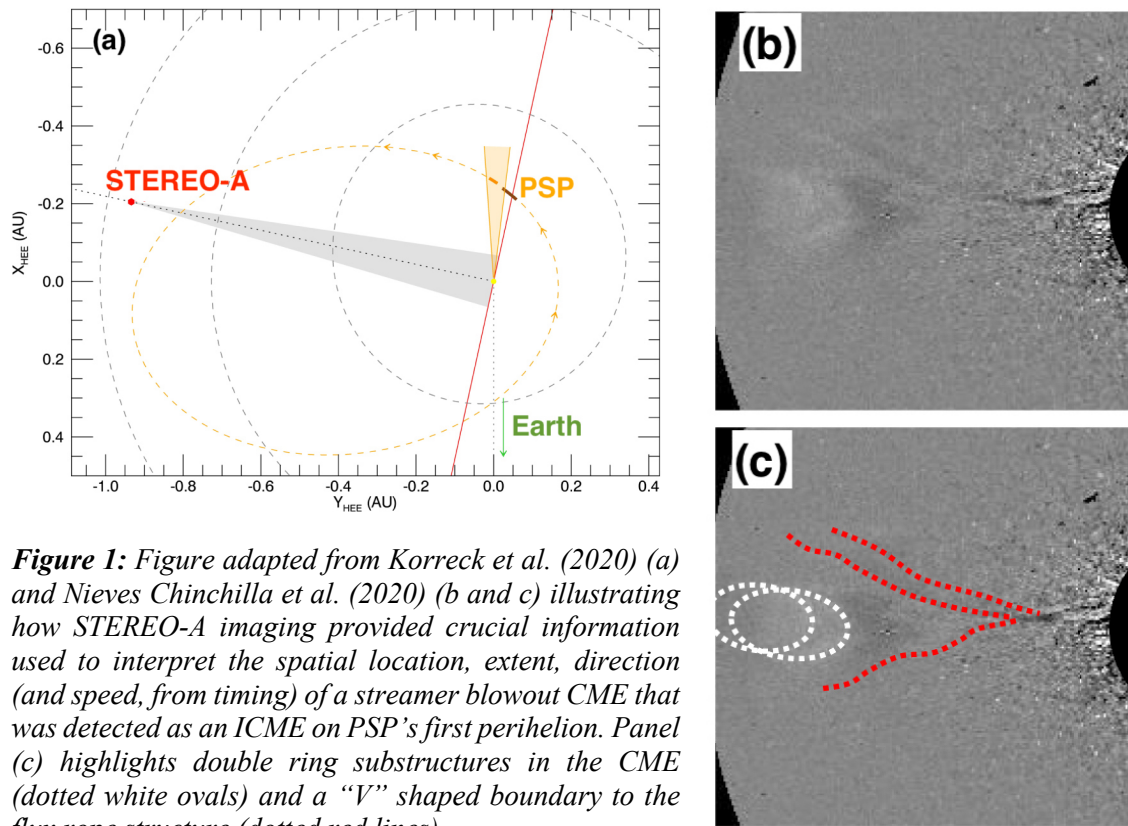 (a)
-0.6
-0.4
STEREO-A
PSP
-0.2
X_HEE (AU)
0.0
0.2
Earth
0.4
-1.0 -0.8 -0.6 -0.4 -0.2 0.0 0.2 0.4
Y_HEE (AU)
(b)
(c)
Figure 1: Figure adapted from Korreck et al. (2020) (a)
and Nieves Chinchilla et al. (2020) (b and c) illustrating
how STEREO-A imaging provided crucial information
used to interpret the spatial location, extent, direction
(and speed, from timing) of a streamer blowout CME that
was detected as an ICME on PSP's first perihelion. Panel
(c) highlights double ring substructures in the CME
(dotted white ovals) and a “V” shaped boundary to the